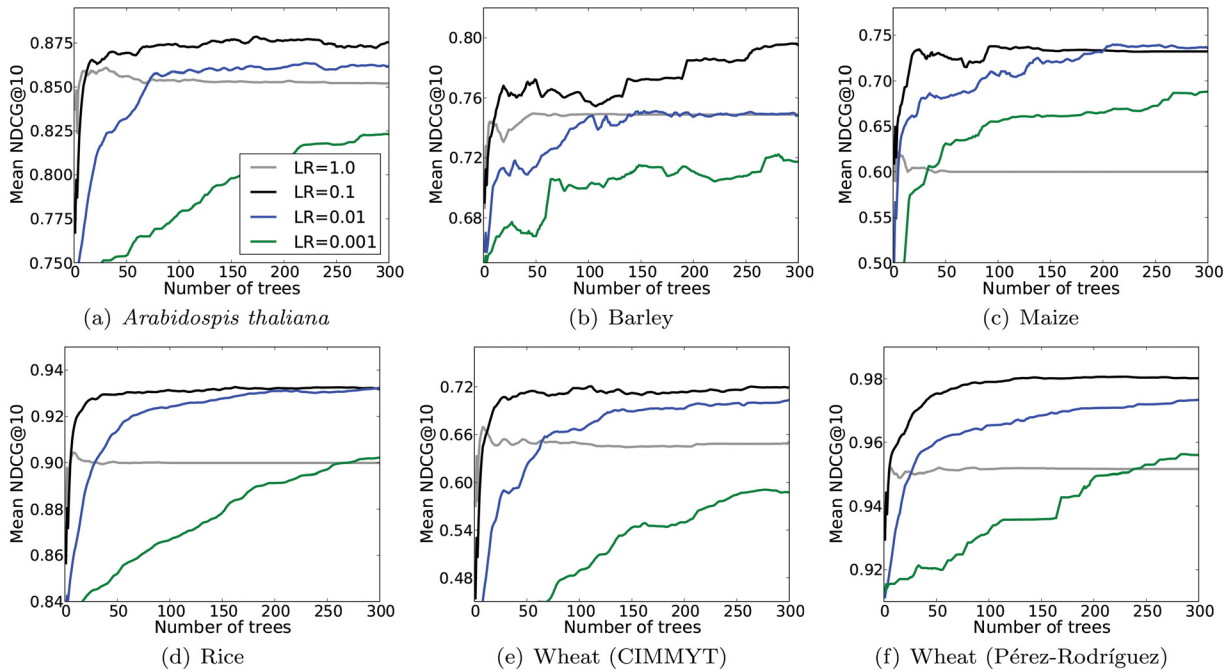 Mean NDCG@10
0.875
0.850
0.825
0.800
0.775
0.750
LR=1.0
LR=0.1
LR=0.01
LR=0.001
0 50 100 150 200 250 300
Number of trees
(a) Arabidospis thaliana
Mean NDCG@10
0.80
0.76
0.72
0.68
0 50 100 150 200 250 300
Number of trees
(b) Barley
Mean NDCG@10
0.75
0.70
0.65
0.60
0.55
0.50
0 50 100 150 200 250 300
Number of trees
(c) Maize
Mean NDCG@10
0.94
0.92
0.90
0.88
0.86
0.84
0 50 100 150 200 250 300
Number of trees
(d) Rice
Mean NDCG@10
0.72
0.66
0.60
0.54
0.48
0 50 100 150 200 250 300
Number of trees
(e) Wheat (CIMMYT)
Mean NDCG@10
0.98
0.96
0.94
0.92
0 50 100 150 200 250 300
Number of trees
(f) Wheat (Pérez-Rodríguez)